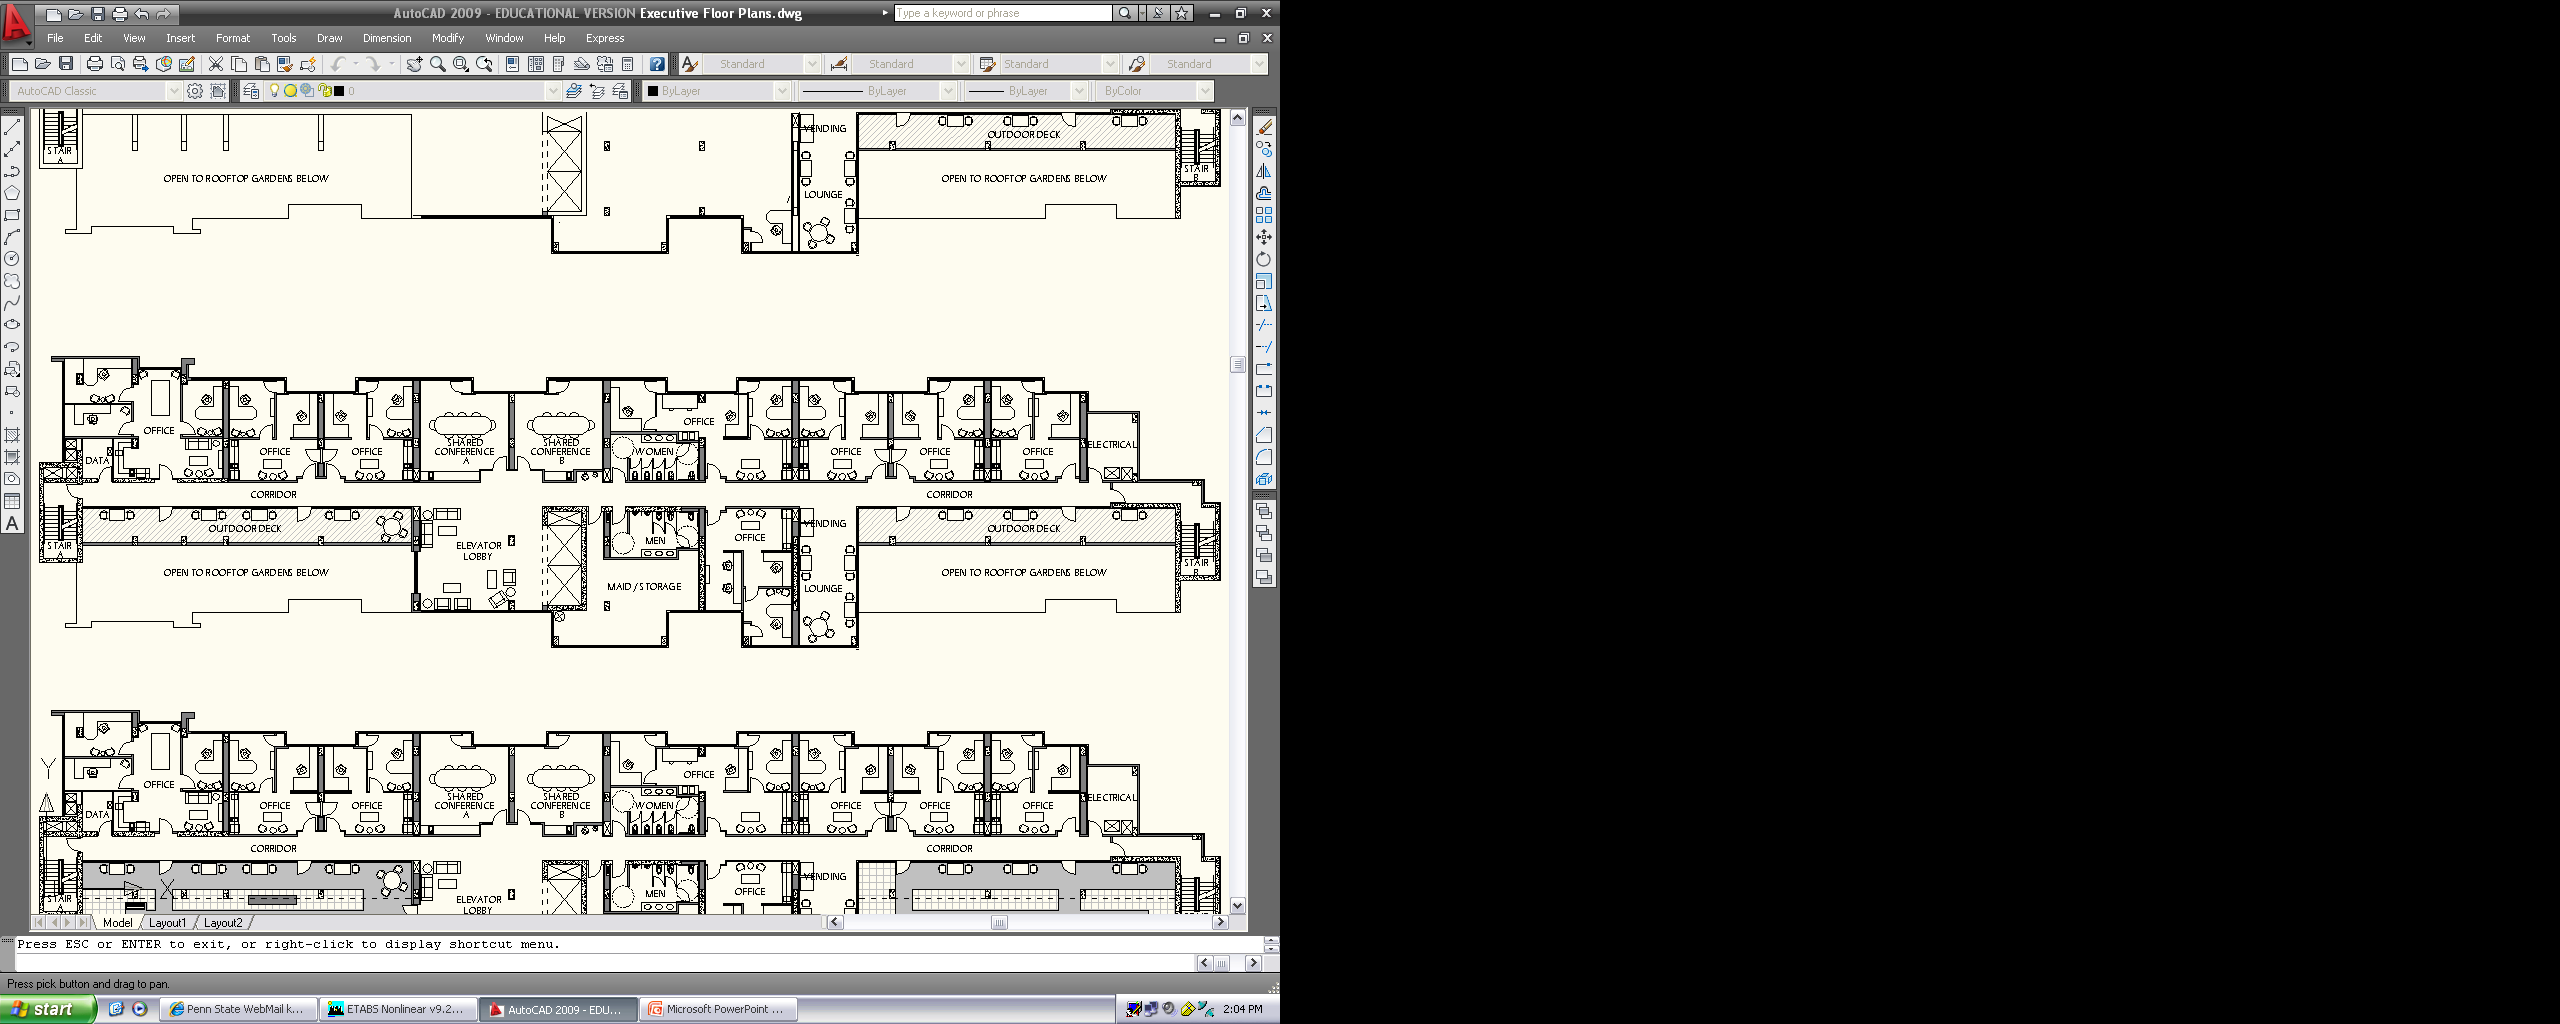 AutoCAD 2009 - EDUCATIONAL VERSION Executive Floor Plans.dwg
Type a keyword or phrase
File Edit View Insert Format Tools Draw Dimension Modify Window Help Express
Standard Standard Standard Standard
AutoCAD Classic 0 ByLayer ByLayer ByLayer ByColor
VENDING
OUTDOOR DECK
STAIR A
STAIR B
OPEN TO ROOFTOP GARDENS BELOW
LOUNGE
OPEN TO ROOFTOP GARDENS BELOW
OFFICE
OFFICE
SHARED CONFERENCE A
SHARED CONFERENCE B
ELECTRICAL
DATA
OFFICE
OFFICE
WOMEN
OFFICE
OFFICE
OFFICE
CORRIDOR
CORRIDOR
OUTDOOR DECK
VENDING
OUTDOOR DECK
STAIR A
ELEVATOR LOBBY
MEN
OFFICE
STAIR B
OPEN TO ROOFTOP GARDENS BELOW
MAID / STORAGE
LOUNGE
OPEN TO ROOFTOP GARDENS BELOW
Y
OFFICE
OFFICE
SHARED CONFERENCE A
SHARED CONFERENCE B
ELECTRICAL
DATA
OFFICE
OFFICE
WOMEN
OFFICE
OFFICE
OFFICE
CORRIDOR
CORRIDOR
VENDING
X
STAIR A
ELEVATOR LOBBY
MEN
OFFICE
A
Model Layout1 Layout2
Press ESC or ENTER to exit, or right-click to display shortcut menu.
Press pick button and drag to pan.
start Penn State WebMail k... ETABS Nonlinear v9.2... AutoCAD 2009 - EDU... Microsoft PowerPoint ... 2:04 PM